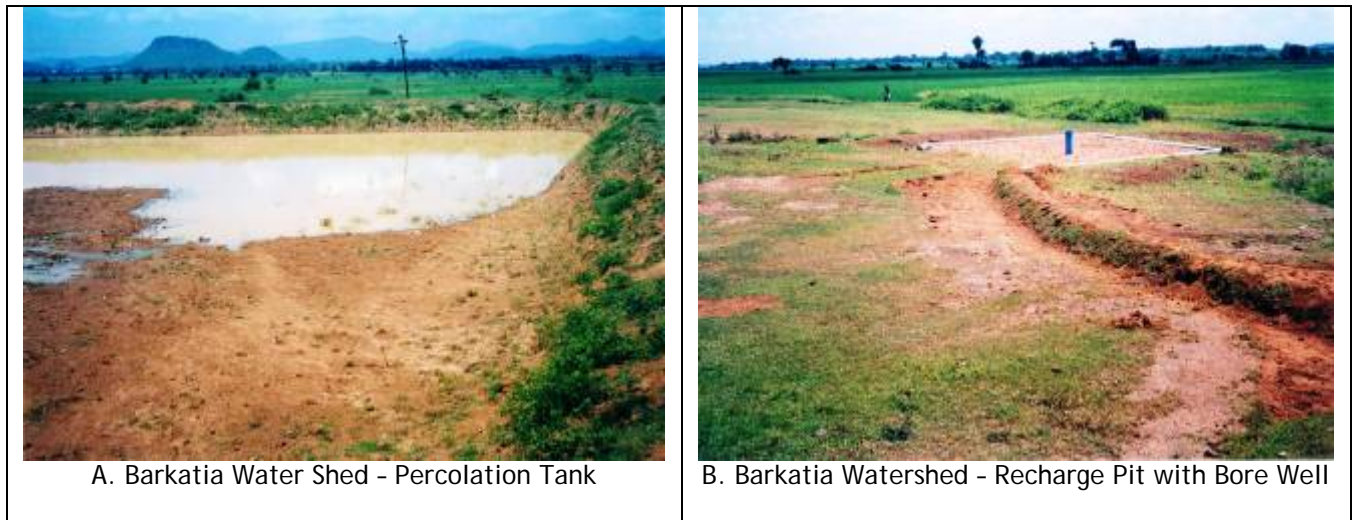 A. Barkatia Water Shed – Percolation Tank
B. Barkatia Watershed – Recharge Pit with Bore Well